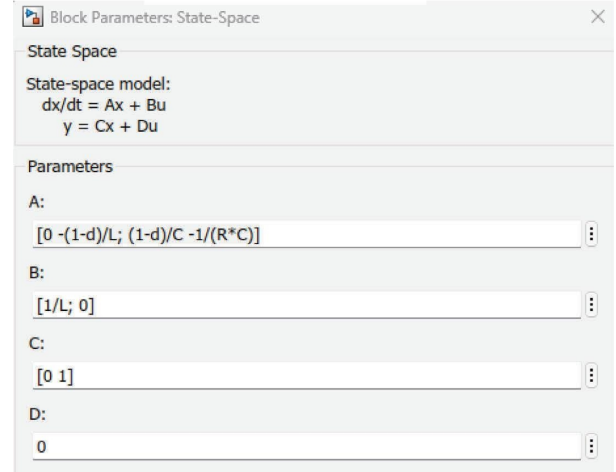 Block Parameters: State-Space
State Space
State-space model:
dx/dt = Ax + Bu
y = Cx + Du
Parameters
A:
[0 -(1-d)/L; (1-d)/C -1/(R*C)]
B:
[1/L; 0]
C:
[0 1]
D:
0